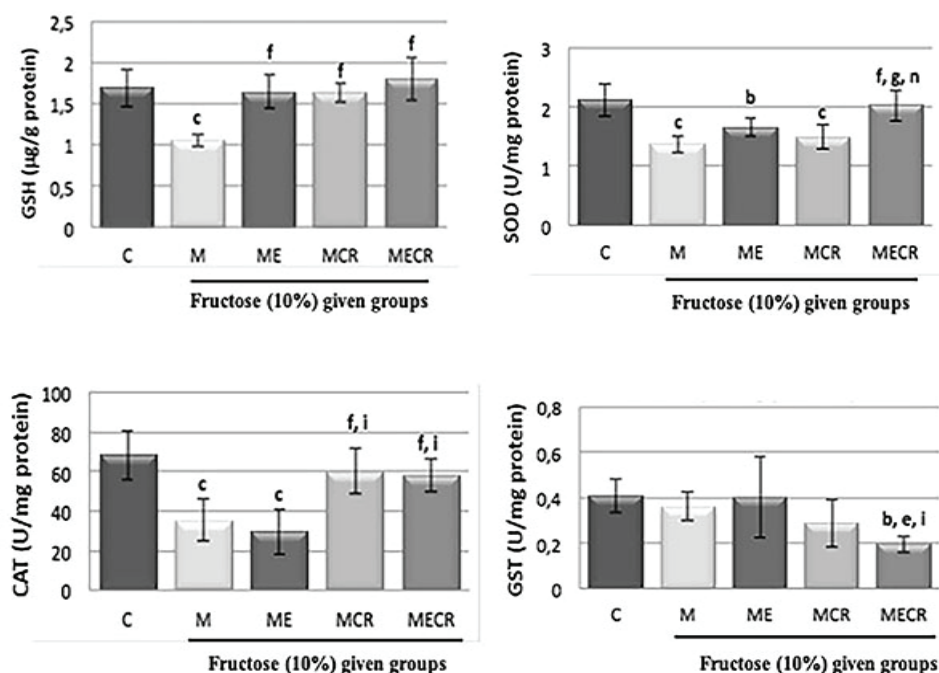 GSH (µg/g protein)
2,5
2
1,5
1
0,5
0
c
f
f
f
C M ME MCR MECR
Fructose (10%) given groups
SOD (U/mg protein)
3
2
1
0
c
b
c
f, g, n
C M ME MCR MECR
Fructose (10%) given groups
CAT (U/mg protein)
100
80
60
40
20
0
c
c
f, i
f, i
C M ME MCR MECR
Fructose (10%) given groups
GST (U/mg protein)
0,8
0,6
0,4
0,2
0
b, e, i
C M ME MCR MECR
Fructose (10%) given groups